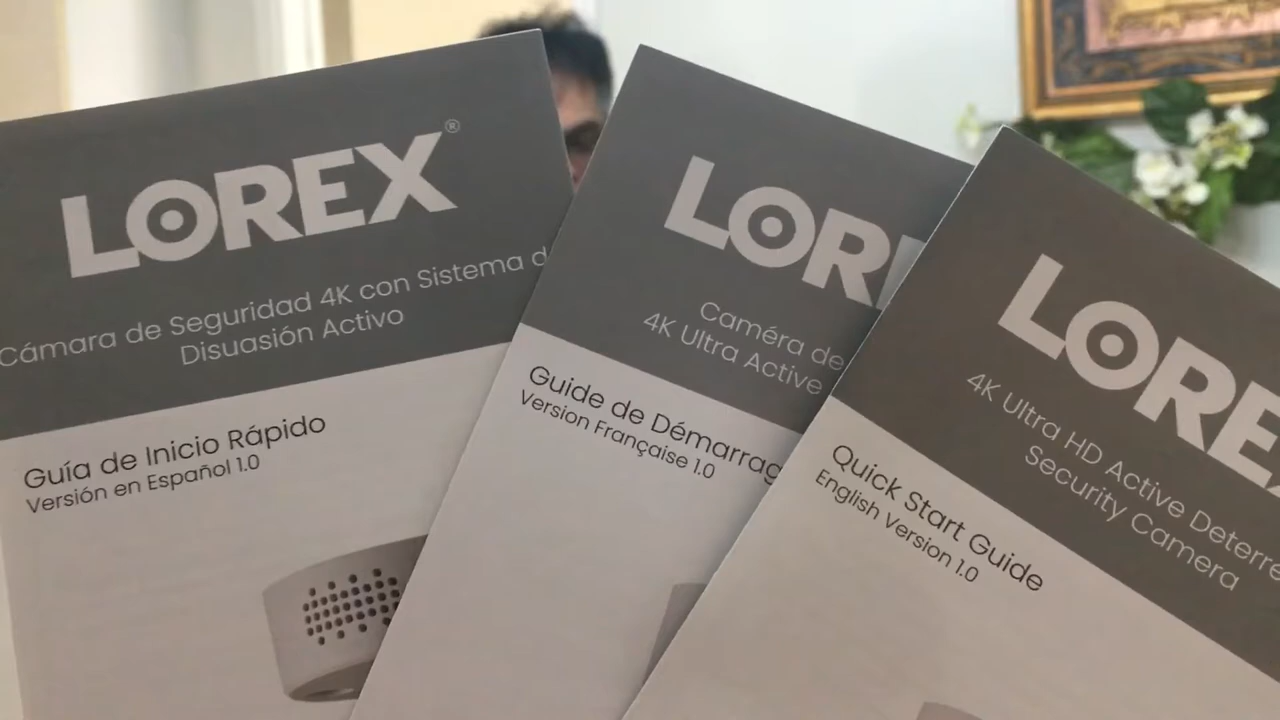 LOREX®
Cámara de Seguridad 4K con Sistema d
Disuasión Activo
Guía de Inicio Rápido
Versión en Español 1.0
LOR
Caméra de
4K Ultra Active
Guide de Démarrag
Version Française 1.0
LOREX
4K Ultra HD Active Deterre
Security Camera
Quick Start Guide
English Version 1.0